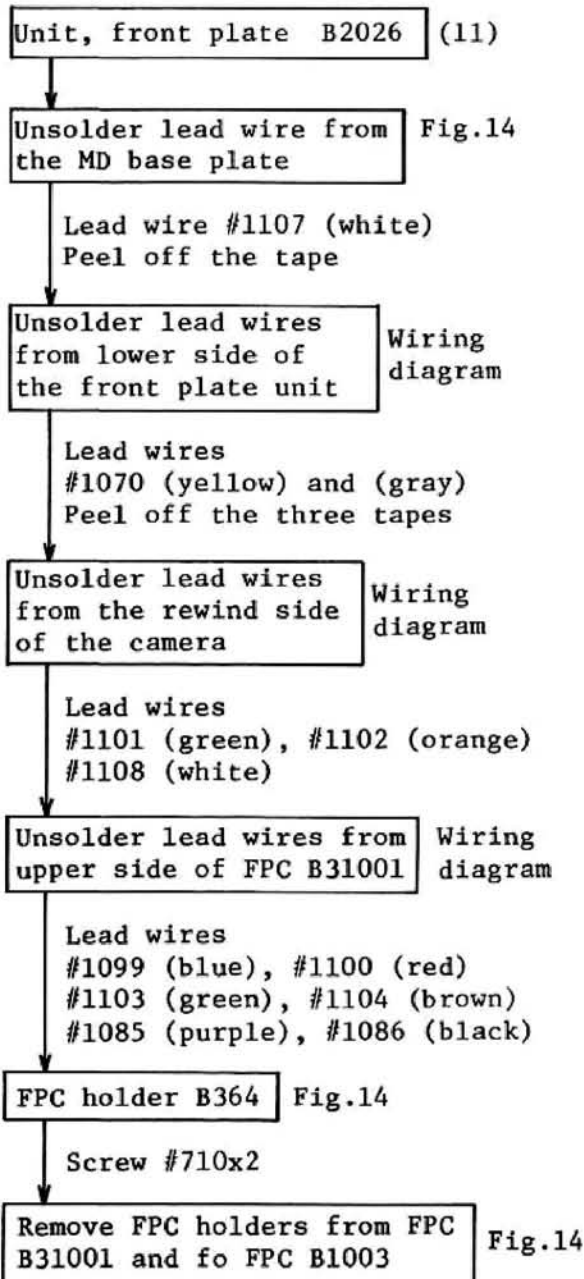 Unit, front plate B2026 (11)
Unsolder lead wire from Fig.14
the MD base plate
Lead wire #1107 (white)
Peel off the tape
Unsolder lead wires
from lower side of
the front plate unit
Wiring
diagram
Lead wires
#1070 (yellow) and (gray)
Peel off the three tapes
Unsolder lead wires
from the rewind side
of the camera
Wiring
diagram
Lead wires
#1101 (green), #1102 (orange)
#1108 (white)
Unsolder lead wires from
upper side of FPC B31001
Wiring
diagram
Lead wires
#1099 (blue), #1100 (red)
#1103 (green), #1104 (brown)
#1085 (purple), #1086 (black)
FPC holder B364 Fig.14
Screw #710x2
Remove FPC holders from FPC
B31001 and fo FPC B1003
Fig.14